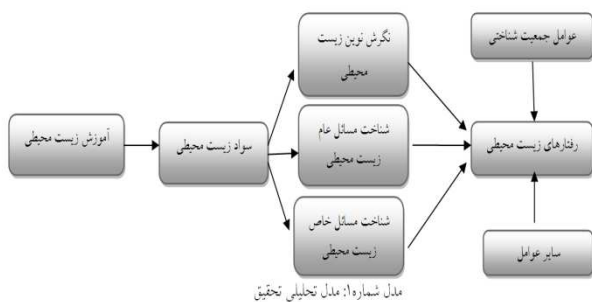 نگرش نوین زیست
محیطی
عوامل جمعیت شناختی
آموزش زیست محیطی
سواد زیست محیطی
شناخت مسائل عام
زیست محیطی
رفتارهای زیست محیطی
شناخت مسائل خاص
زیست محیطی
سایر عوامل
مدل شماره۱: مدل تحلیلی تحقیق